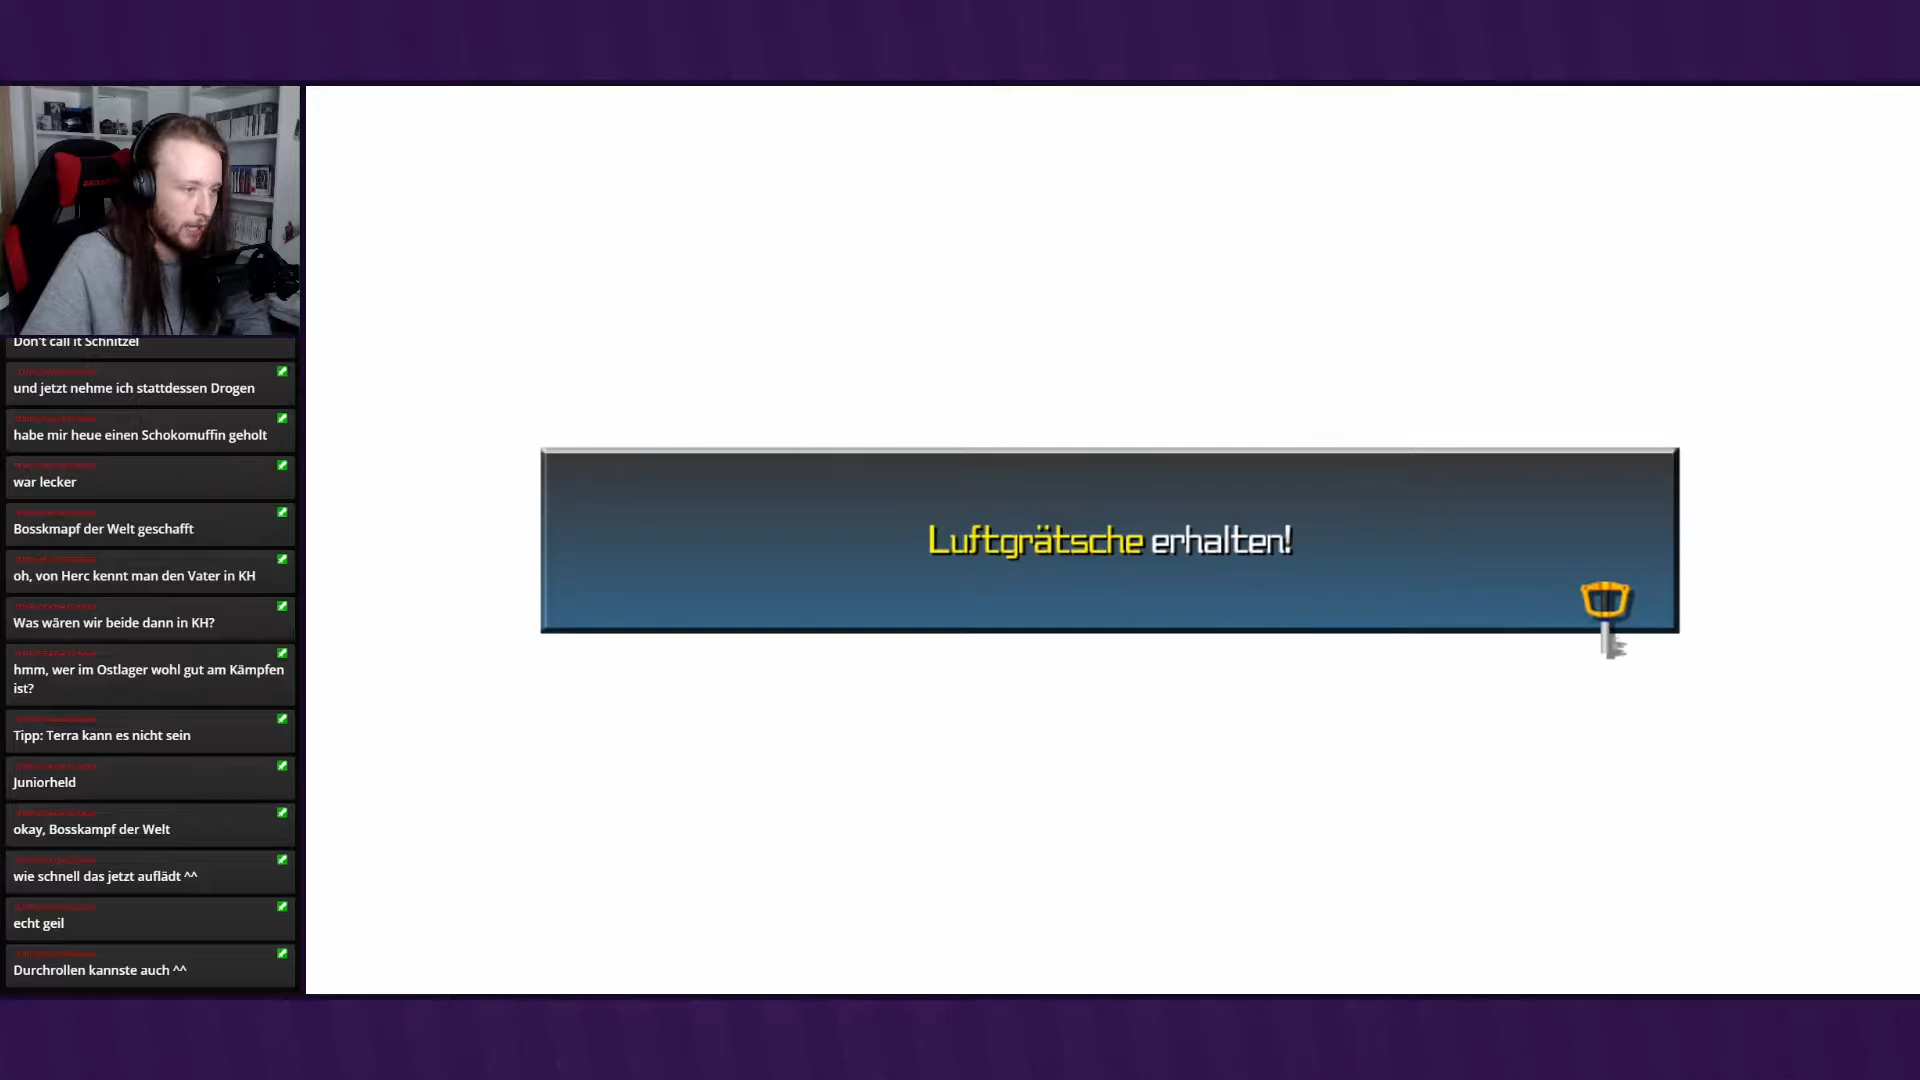 Don't call it Schnitzel
und jetzt nehme ich stattdessen Drogen
habe mir heue einen Schokomuffin geholt
war lecker
Bosskmapf der Welt geschafft
oh, von Herc kennt man den Vater in KH
Was wären wir beide dann in KH?
hmm, wer im Ostlager wohl gut am Kämpfen
ist?
Tipp: Terra kann es nicht sein
Juniorheld
okay, Bosskampf der Welt
wie schnell das jetzt auflädt ^^
echt geil
Durchrollen kannste auch ^^
Luftgrätsche erhalten!